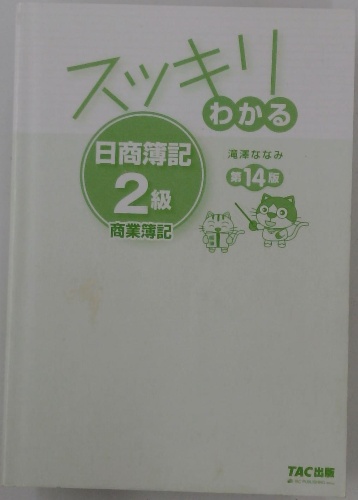 スッキリ
わかる
日商簿記
2級
商業簿記
滝澤ななみ
第14版
TAC出版